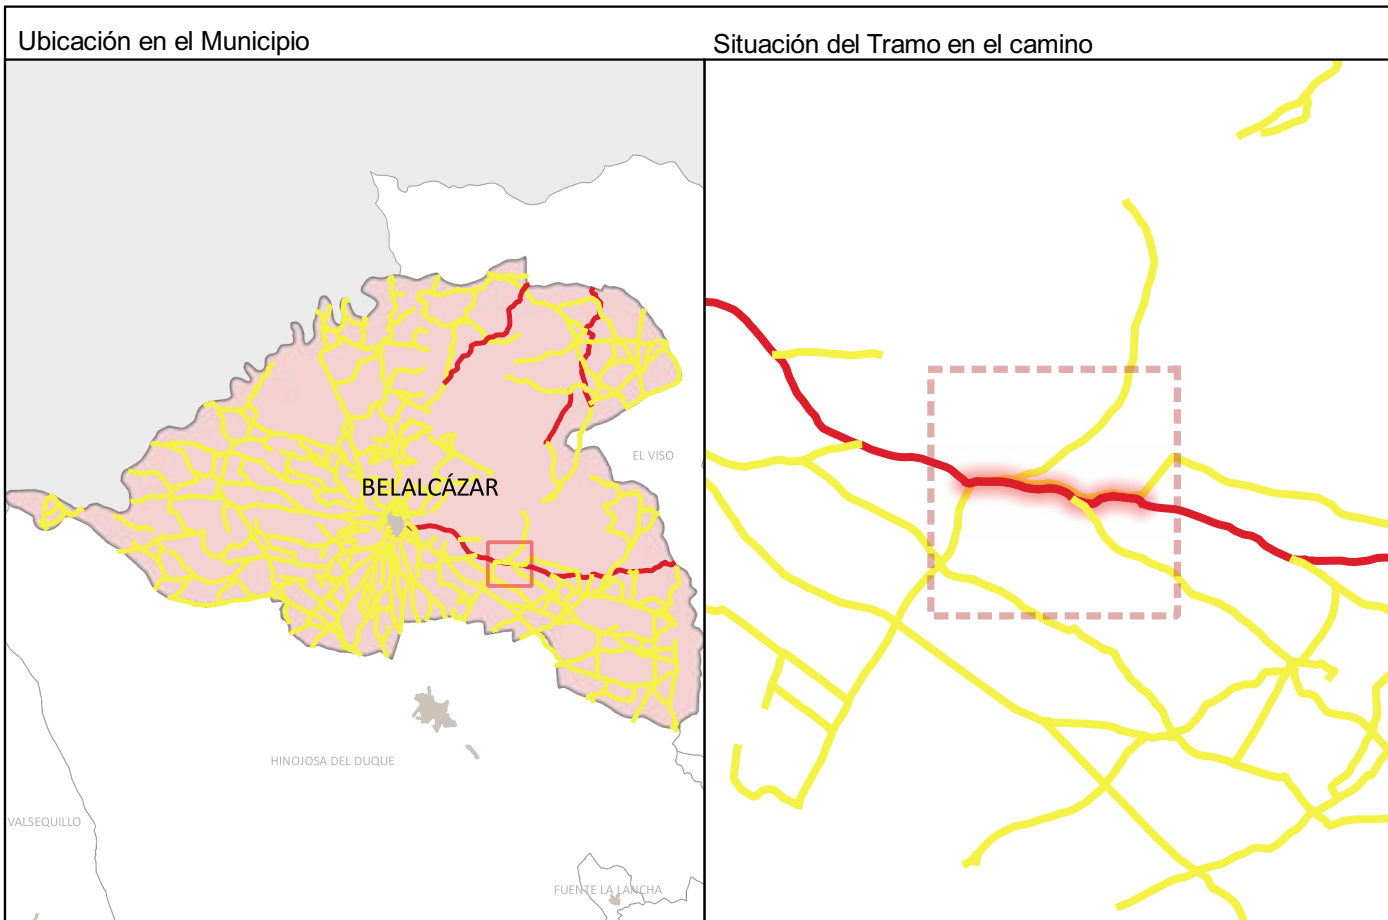 Ubicación en el Municipio
Situación del Tramo en el camino
EL VISO
BELALCÁZAR
HINOJOSA DEL DUQUE
VALSEQUILLO
FUENTE LA LANCHA